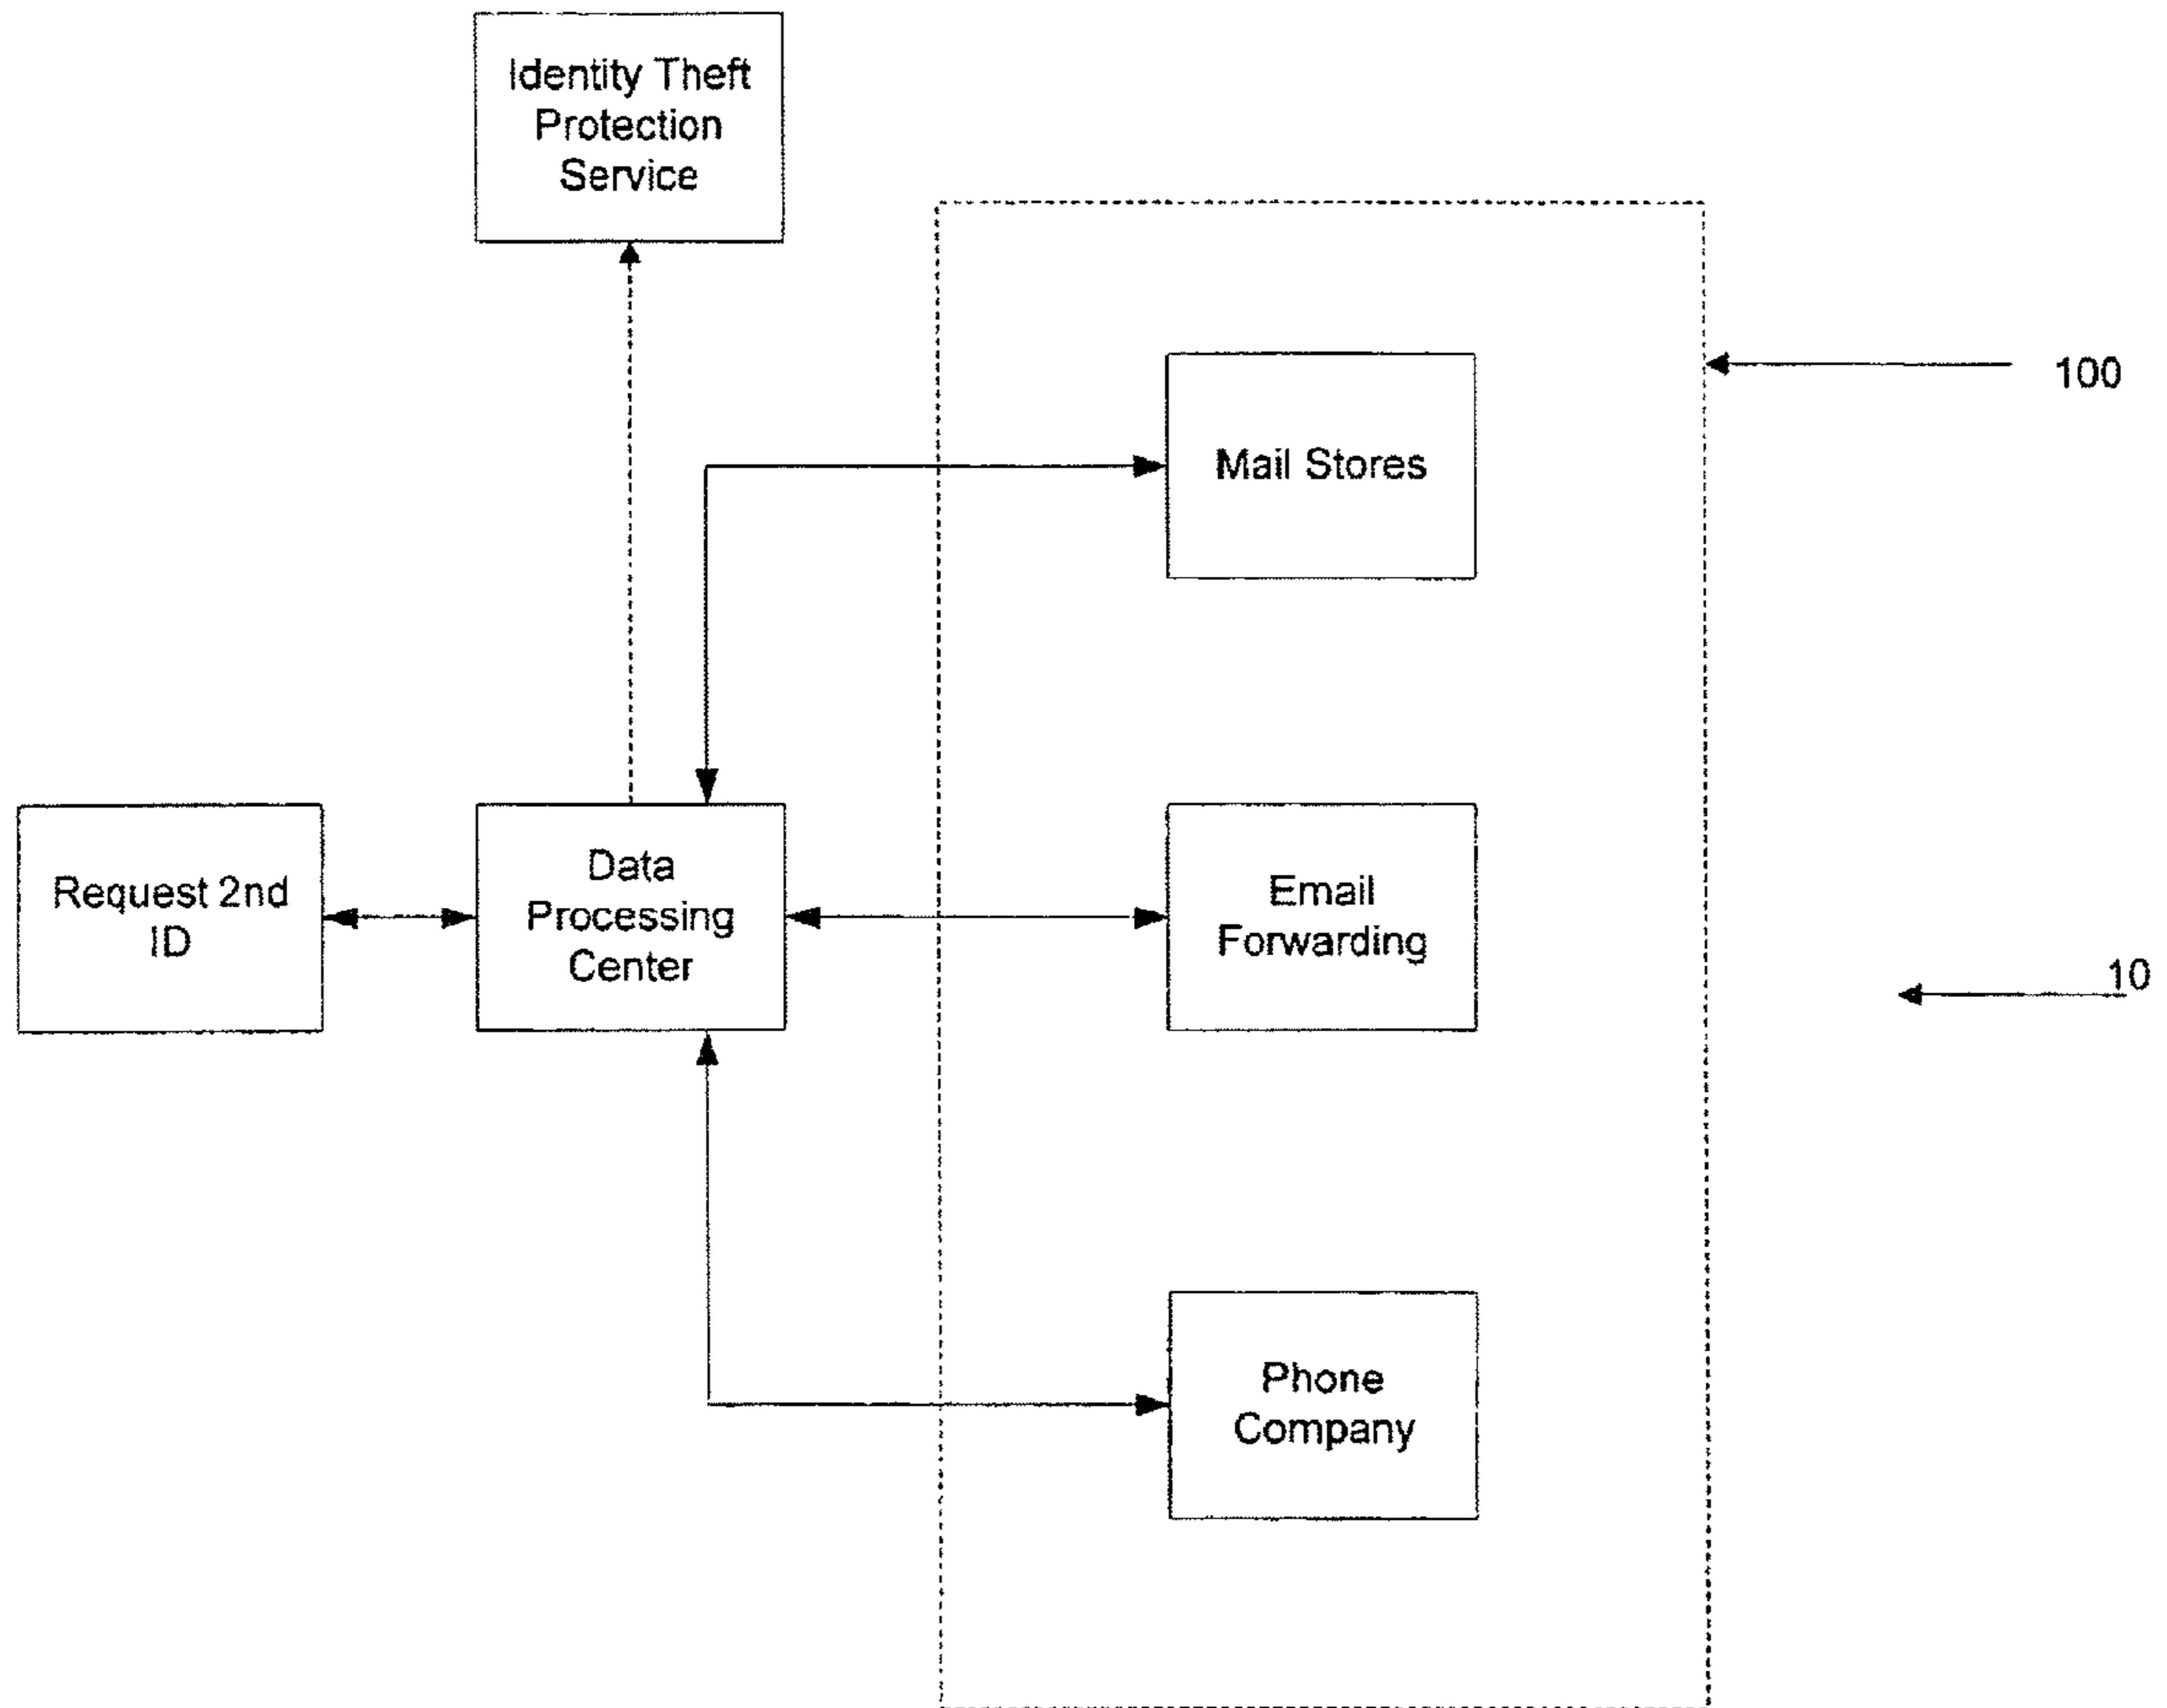 Identity Theft
Protection
Service
100
Mail Stores
Request 2nd
ID
Data
Processing
Center
Email
Forwarding
10
Phone
Company